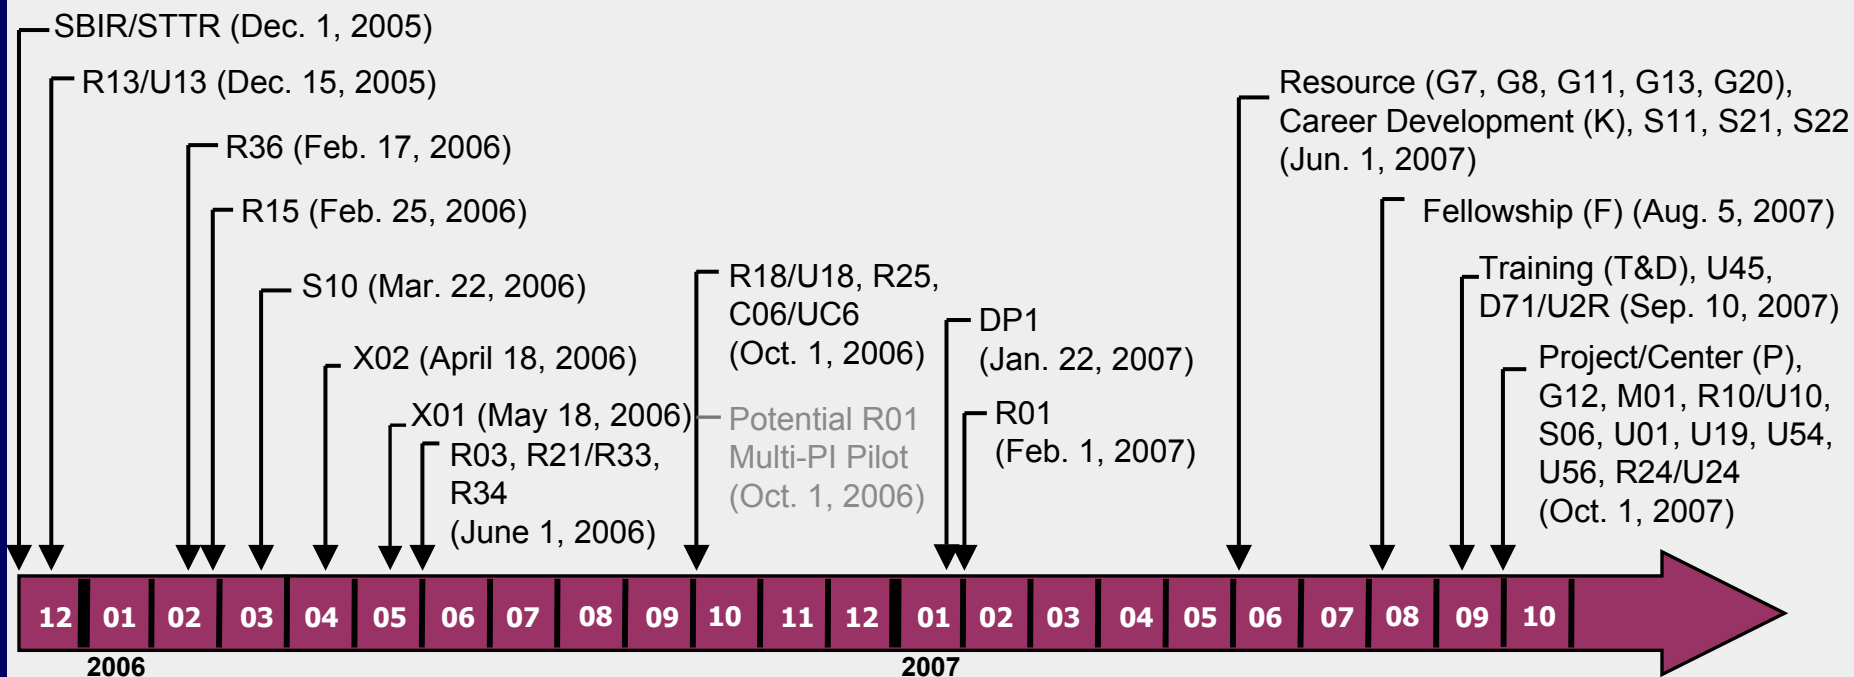 SBIR/STTR (Dec. 1, 2005)
R13/U13 (Dec. 15, 2005)
R36 (Feb. 17, 2006)
R15 (Feb. 25, 2006)
S10 (Mar. 22, 2006)
X02 (April 18, 2006)
X01 (May 18, 2006)
R03, R21/R33,
R34
(June 1, 2006)
R18/U18, R25,
C06/UC6
(Oct. 1, 2006)
Potential R01
Multi-PI Pilot
(Oct. 1, 2006)
DP1
(Jan. 22, 2007)
R01
(Feb. 1, 2007)
Resource (G7, G8, G11, G13, G20),
Career Development (K), S11, S21, S22
(Jun. 1, 2007)
Fellowship (F) (Aug. 5, 2007)
Training (T&D), U45,
D71/U2R (Sep. 10, 2007)
Project/Center (P),
G12, M01, R10/U10,
S06, U01, U19, U54,
U56, R24/U24
(Oct. 1, 2007)
12 01 02 03 04 05 06 07 08 09 10 11 12 01 02 03 04 05 06 07 08 09 10
2006 2007